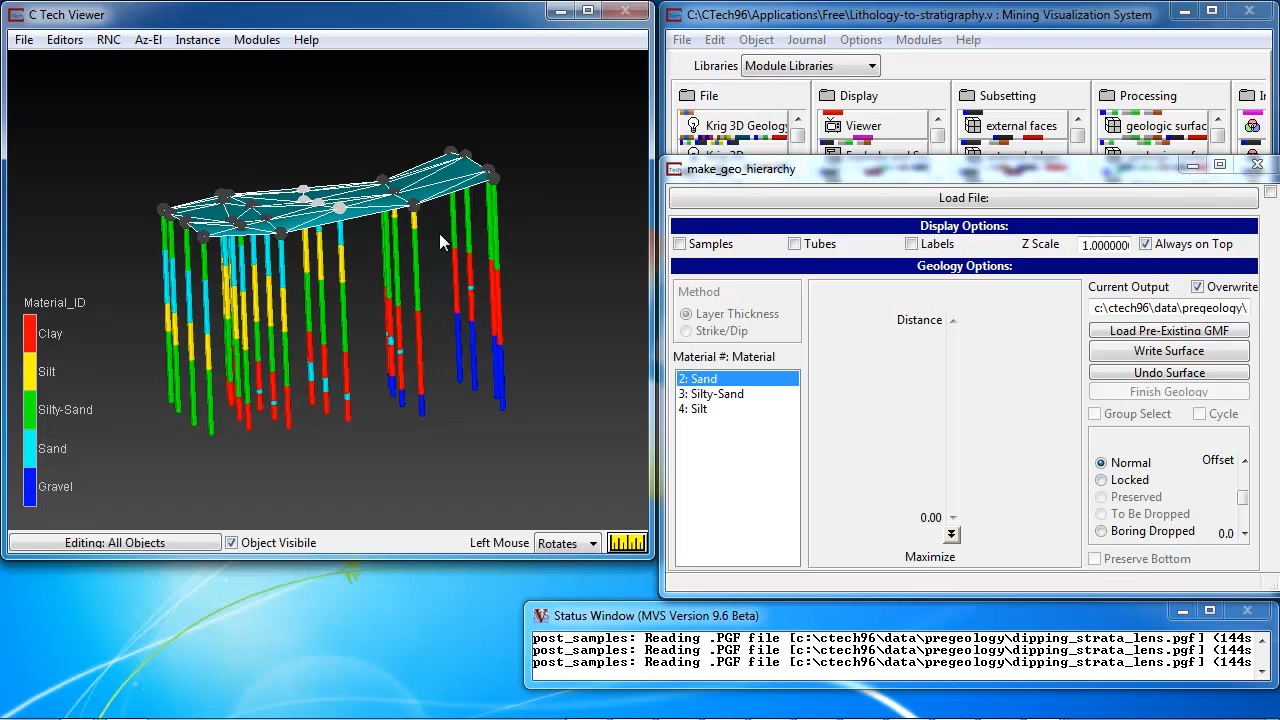 C Tech Viewer
File Editors RNC Az-El Instance Modules Help
Material_ID
Clay
Silt
Silty-Sand
Sand
Gravel
Editing: All Objects Object Visibile Left Mouse Rotates
C:\CTech96\Applications\Free\Lithology-to-stratigraphy.v : Mining Visualization System
File Edit Object Journal Options Modules Help
Libraries Module Libraries
File Display Subsetting Processing
Krig 3D Geology Viewer external faces geologic surfac
make_geo_hierarchy
Load File:
Display Options:
Samples Tubes Labels Z Scale 1.000000 Always on Top
Geology Options:
Method
Layer Thickness
Strike/Dip
Material #: Material
2: Sand
3: Silty-Sand
4: Silt
Distance
0.00
Maximize
Current Output Overwrite
c:\ctech96\data\pregeology\
Load Pre-Existing GMF
Write Surface
Undo Surface
Finish Geology
Group Select Cycle
Normal Offset
Locked
Preserved
To Be Dropped
Boring Dropped 0.0
Preserve Bottom
Status Window (MVS Version 9.6 Beta)
post_samples: Reading .PGF file [c:\ctech96\data\pregeology\dipping_strata_lens.pgf] (144s
post_samples: Reading .PGF file [c:\ctech96\data\pregeology\dipping_strata_lens.pgf] (144s
post_samples: Reading .PGF file [c:\ctech96\data\pregeology\dipping_strata_lens.pgf] (144s